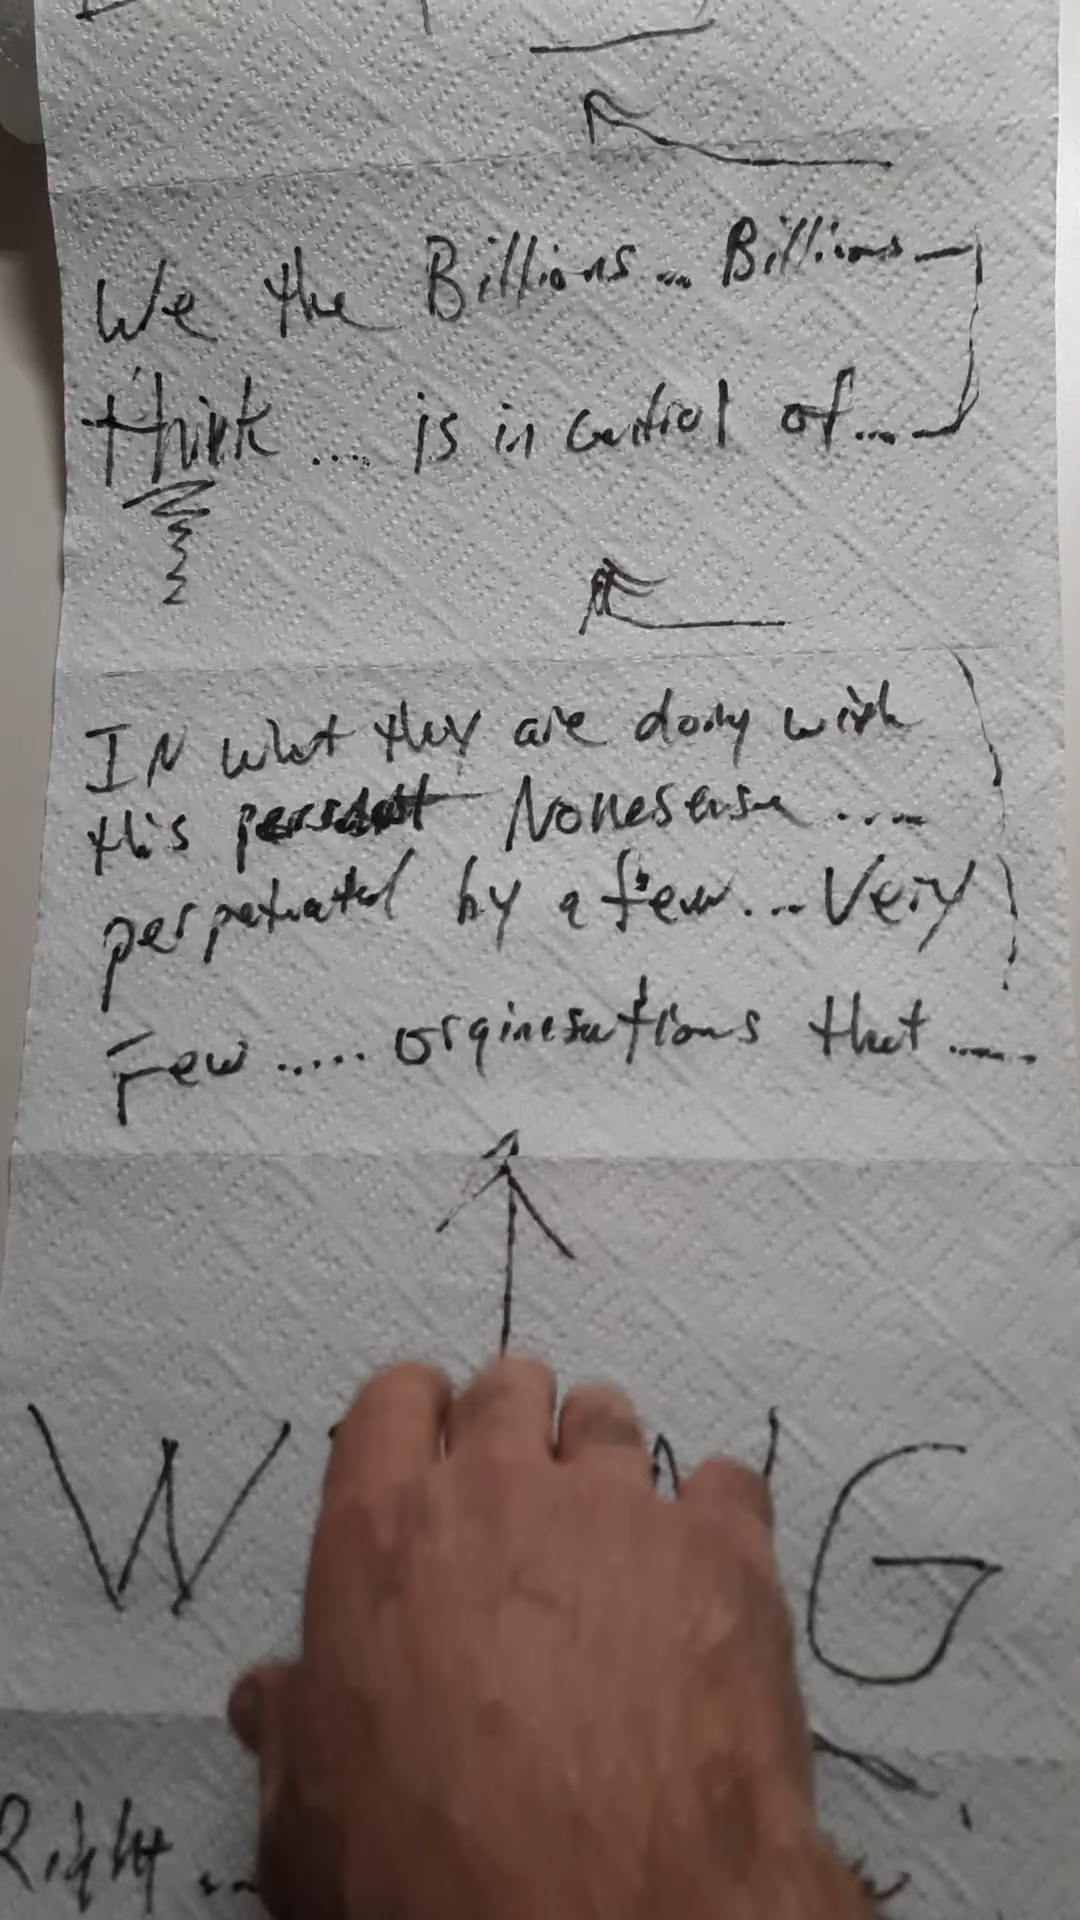 We the Billions... Billions
think.... is in control of....
IN what they are doing with
this Nonesense ....
perpetuated by a few... Very
Few ..... orginesations that .....
W N G
Right ..